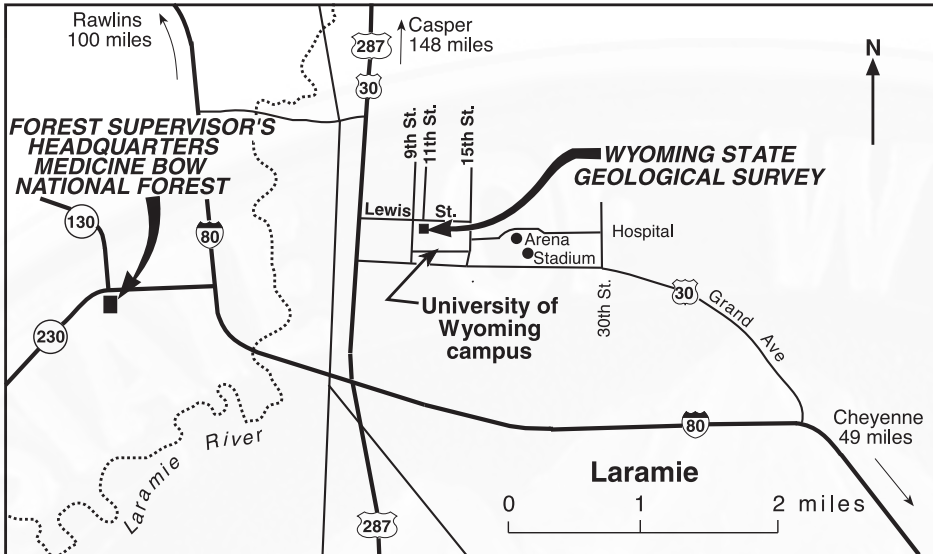 Rawlins
100 miles
Casper
148 miles
287
30
N
FOREST SUPERVISOR'S
HEADQUARTERS
MEDICINE BOW
NATIONAL FOREST
9th St.
11th St.
15th St.
WYOMING STATE
GEOLOGICAL SURVEY
Lewis St.
130
80
Arena
Stadium
Hospital
30th St.
University of
Wyoming
campus
30
Grand Ave
230
Laramie River
80
Cheyenne
49 miles
Laramie
0 1 2 miles
287